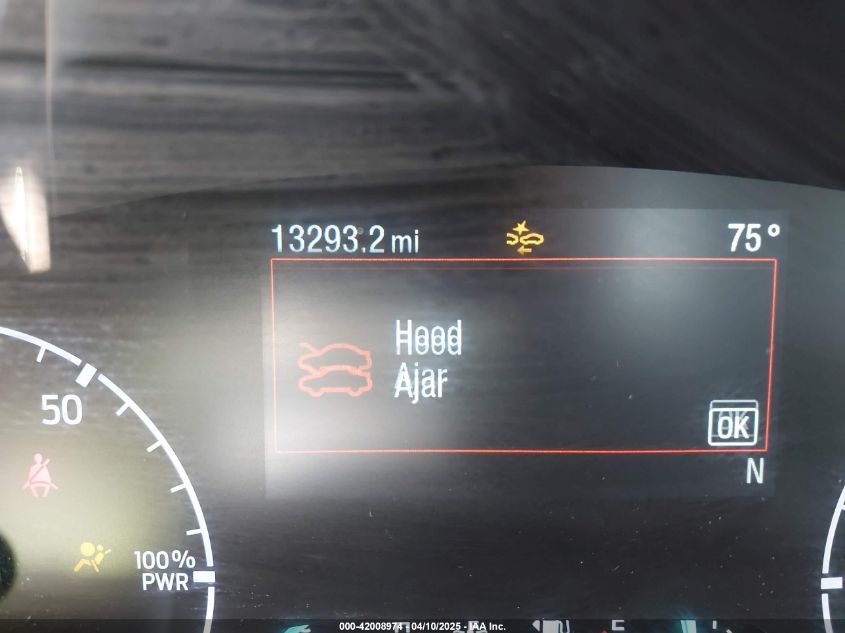 13293.2 mi 75°
Hood
Ajar
OK
N
50
100%
PWR
E
000-42008974 - 04/10/2025 - IAA Inc.